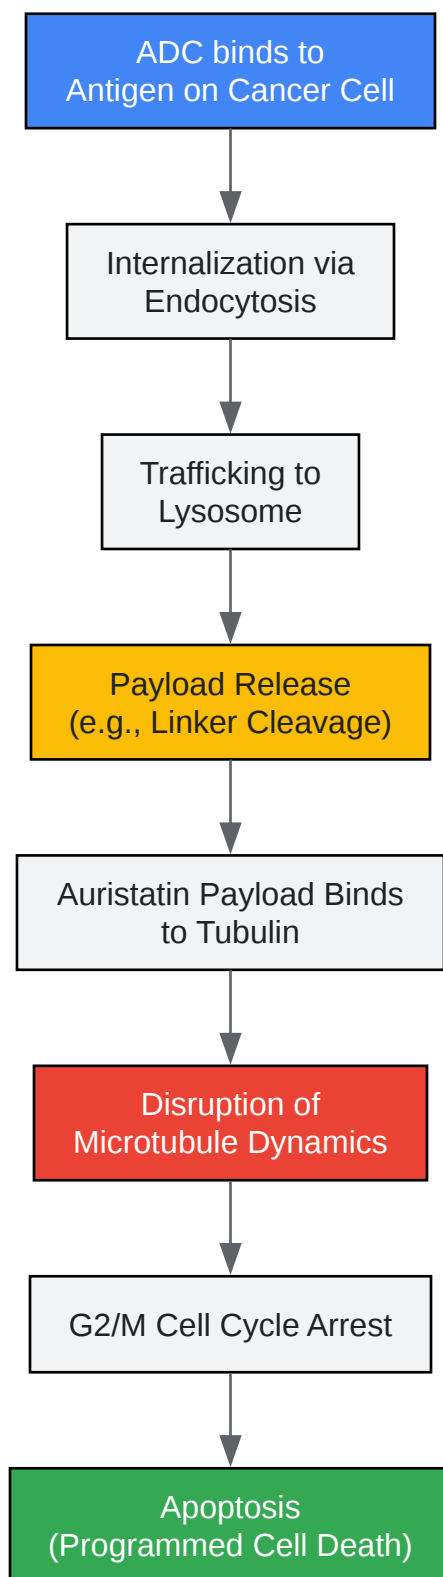 ADC binds to
Antigen on Cancer Cell
Internalization via
Endocytosis
Trafficking to
Lysosome
Payload Release
(e.g., Linker Cleavage)
Auristatin Payload Binds
to Tubulin
Disruption of
Microtubule Dynamics
G2/M Cell Cycle Arrest
Apoptosis
(Programmed Cell Death)